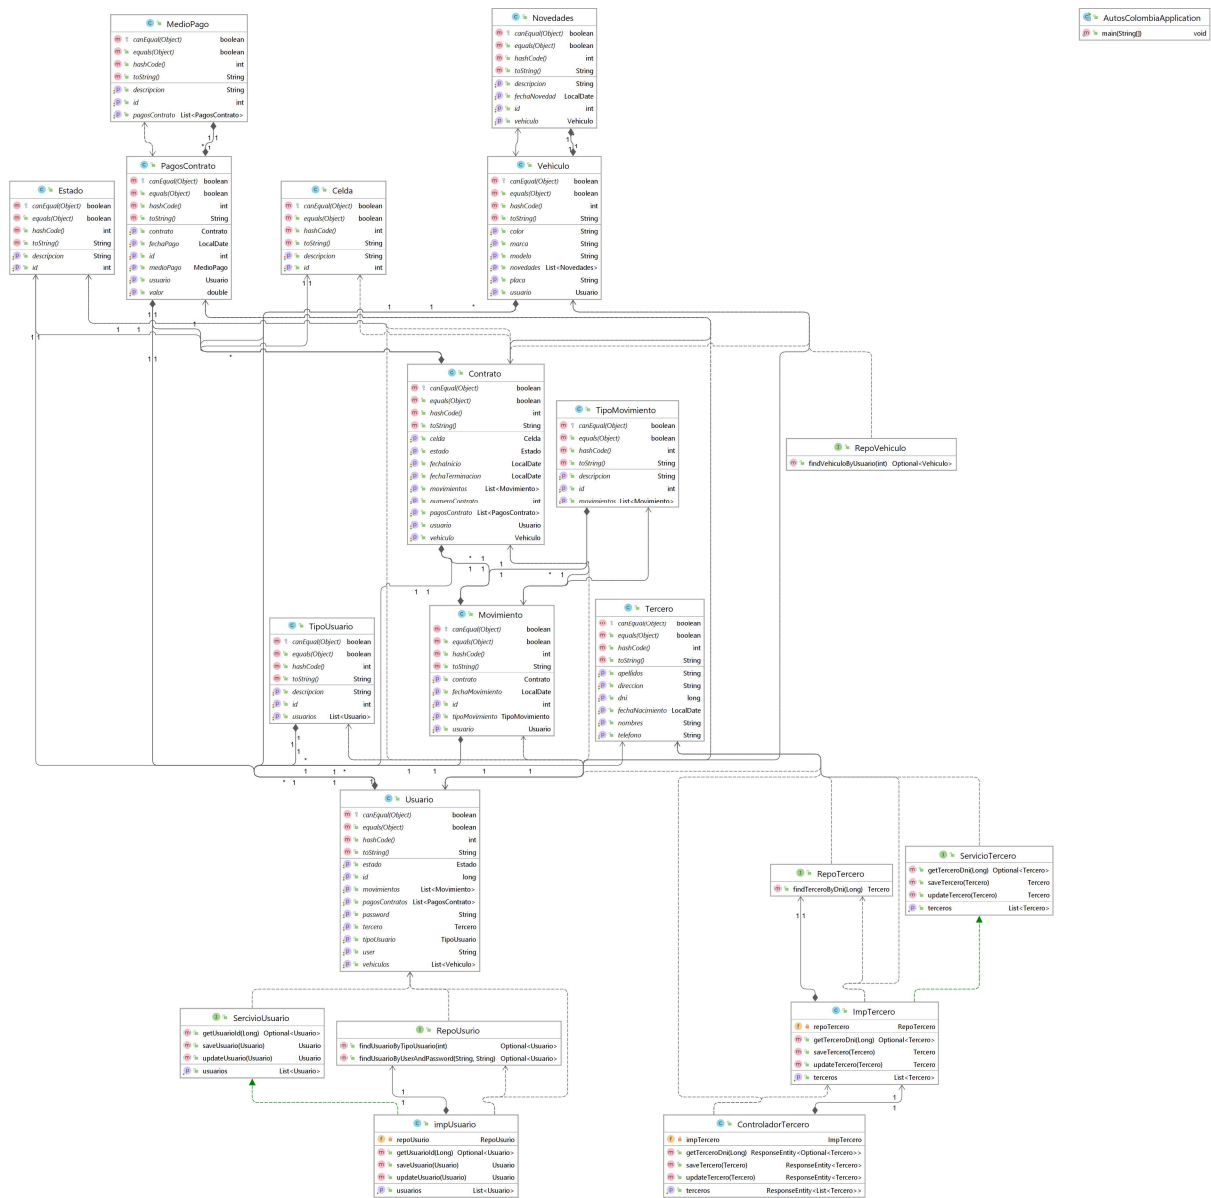 MedioPago
canEqual(Object) boolean
equals(Object) boolean
hashCode() int
toString() String
descripcion String
id int
pagosContrato List<PagosContrato>
Novedades
canEqual(Object) boolean
equals(Object) boolean
hashCode() int
toString() String
descripcion String
fechaNovedad LocalDate
id int
vehiculo Vehiculo
AutosColombiaApplication
main(String[]) void
Estado
canEqual(Object) boolean
equals(Object) boolean
hashCode() int
toString() String
descripcion String
id int
PagosContrato
canEqual(Object) boolean
equals(Object) boolean
hashCode() int
toString() String
contrato Contrato
fechaPago LocalDate
id int
medioPago MedioPago
usuario Usuario
valor double
Celda
canEqual(Object) boolean
equals(Object) boolean
hashCode() int
toString() String
descripcion String
id int
Vehiculo
canEqual(Object) boolean
equals(Object) boolean
hashCode() int
toString() String
color String
marca String
modelo String
novedades List<Novedades>
placa String
usuario Usuario
Contrato
canEqual(Object) boolean
equals(Object) boolean
hashCode() int
toString() String
celda Celda
estado Estado
fechaInicio LocalDate
fechaTerminacion LocalDate
movimientos List<Movimiento>
numeroContrato int
pagosContrato List<PagosContrato>
usuario Usuario
vehiculo Vehiculo
TipoMovimiento
canEqual(Object) boolean
equals(Object) boolean
hashCode() int
toString() String
descripcion String
id int
movimientos List<Movimiento>
RepoVehiculo
findVehiculoByUsuario(int) Optional<Vehiculo>
TipoUsuario
canEqual(Object) boolean
equals(Object) boolean
hashCode() int
toString() String
descripcion String
id int
usuarios List<Usuario>
Movimiento
canEqual(Object) boolean
equals(Object) boolean
hashCode() int
toString() String
contrato Contrato
fechaMovimiento LocalDate
id int
tipoMovimiento TipoMovimiento
usuario Usuario
Tercero
canEqual(Object) boolean
equals(Object) boolean
hashCode() int
toString() String
apellidos String
direccion String
dni long
fechaNacimiento LocalDate
nombres String
telefono String
Usuario
canEqual(Object) boolean
equals(Object) boolean
hashCode() int
toString() String
estado Estado
id long
movimientos List<Movimiento>
pagosContratos List<PagosContrato>
password String
tercero Tercero
tipoUsuario TipoUsuario
user String
vehiculos List<Vehiculo>
RepoTercero
findTerceroByDni(Long) Tercero
ServicioTercero
getTerceroDni(Long) Optional<Tercero>
saveTercero(Tercero) Tercero
updateTercero(Tercero) Tercero
terceros List<Tercero>
SercivioUsuario
getUsuarioId(Long) Optional<Usuario>
saveUsuario(Usuario) Usuario
updateUsuario(Usuario) Usuario
usuarios List<Usuario>
RepoUsurio
findUsuarioByTipoUsuario(int) Optional<Usuario>
findUsuarioByUserAndPassword(String, String) Optional<Usuario>
ImpTercero
repoTercero RepoTercero
getTerceroDni(Long) Optional<Tercero>
saveTercero(Tercero) Tercero
updateTercero(Tercero) Tercero
terceros List<Tercero>
impUsuario
repoUsurio RepoUsurio
getUsuarioId(Long) Optional<Usuario>
saveUsuario(Usuario) Usuario
updateUsuario(Usuario) Usuario
usuarios List<Usuario>
ControladorTercero
impTercero ImpTercero
getTerceroDni(Long) ResponseEntity<Optional<Tercero>>
saveTercero(Tercero) ResponseEntity<Tercero>
updateTercero(Tercero) ResponseEntity<Tercero>
terceros ResponseEntity<List<Tercero>>